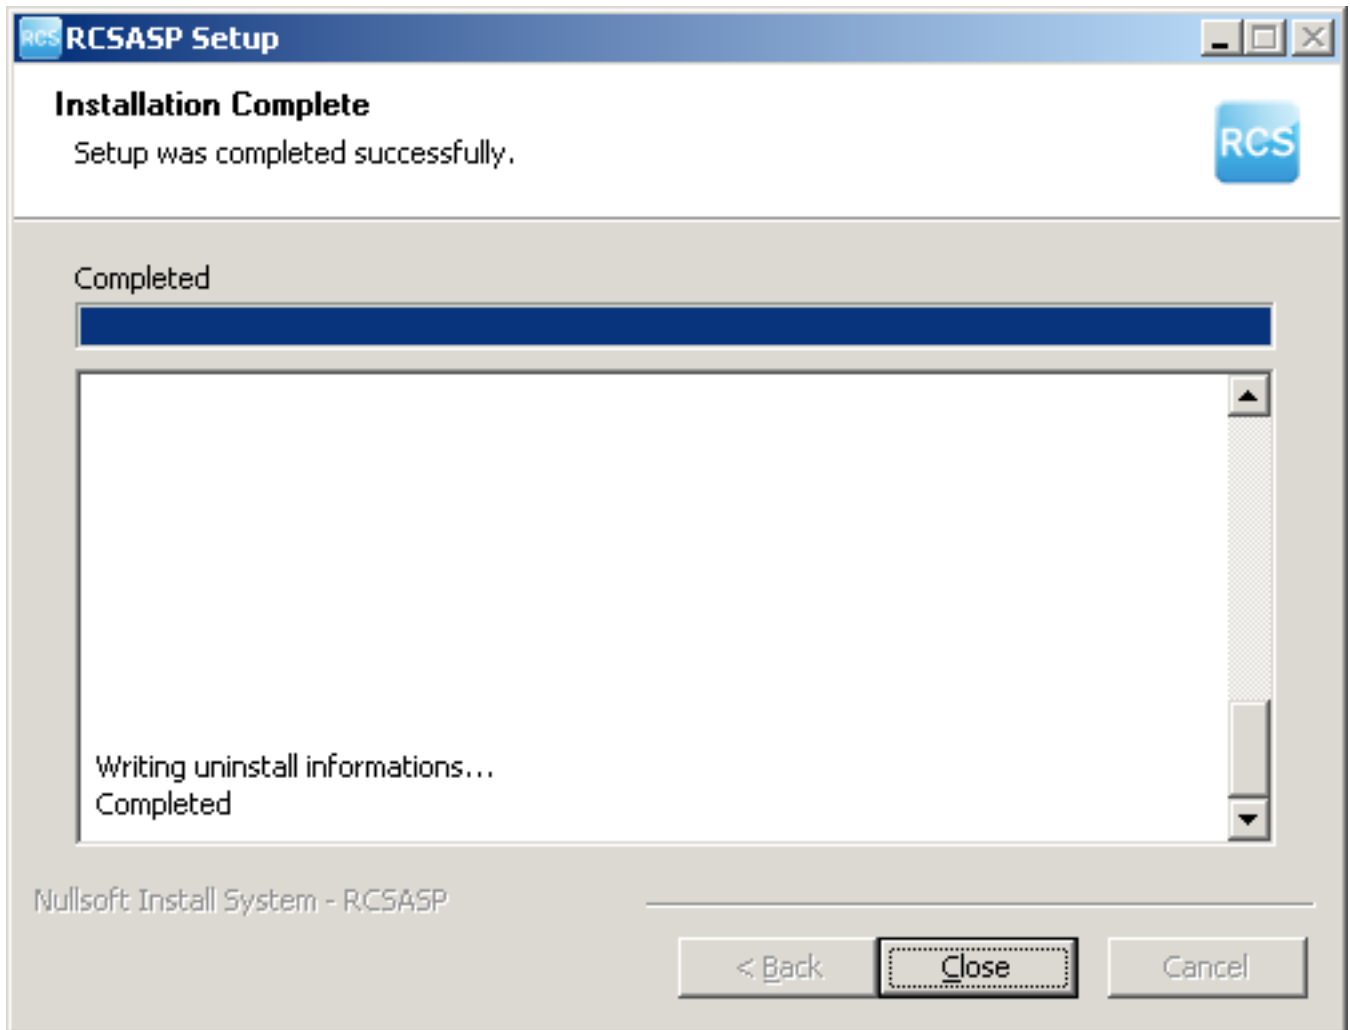 RCS RCSASP Setup
Installation Complete
Setup was completed successfully.
RCS
Completed
Writing uninstall informations...
Completed
Nullsoft Install System - RCSASP
< Back Close Cancel